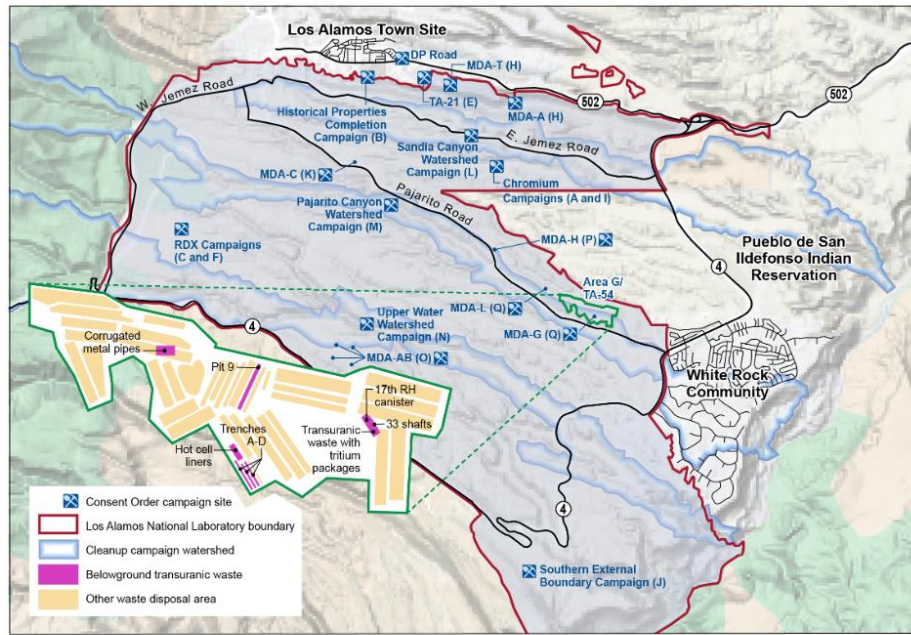 Los Alamos Town Site
DP Road
MDA-T (H)
502
502
W. Jemez Road
Historical Properties
Completion
Campaign (B)
TA-21 (E)
MDA-A (H)
E. Jemez Road
Sandia Canyon
Watershed
Campaign (L)
MDA-C (K)
Chromium
Campaigns (A and I)
Pajarito Canyon
Watershed
Campaign (M)
Pajarito Road
RDX Campaigns
(C and F)
MDA-H (P)
Pueblo de San
Ildefonso Indian
Reservation
4
Area G/
TA-54
MDA-L (Q)
MDA-G (Q)
4
Upper Water
Watershed
Campaign (N)
MDA-AB (O)
White Rock
Community
Corrugated
metal pipes
Pit 9
17th RH
canister
33 shafts
Trenches
A-D
Transuranic
waste with
tritium
packages
Hot cell
liners
4
Southern External
Boundary Campaign (J)
Consent Order campaign site
Los Alamos National Laboratory boundary
Cleanup campaign watershed
Belowground transuranic waste
Other waste disposal area